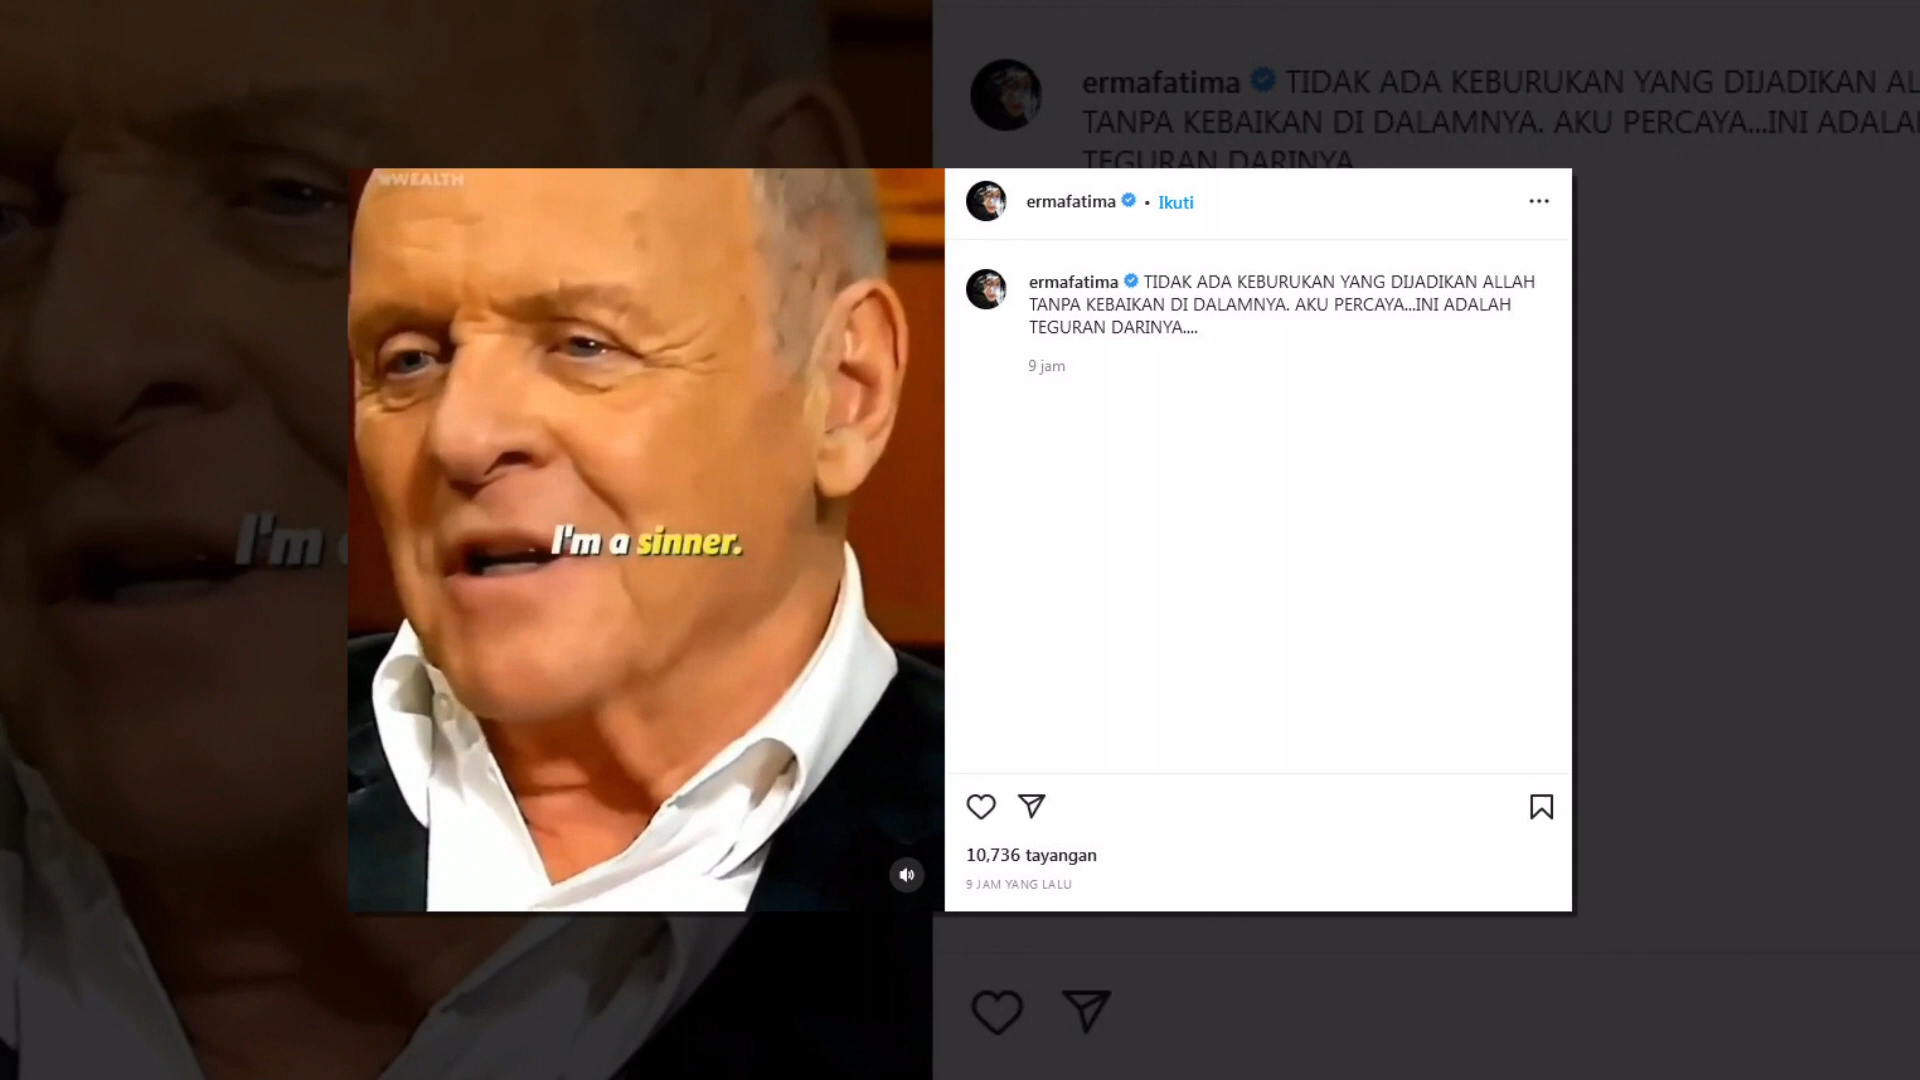 ermafatima TIDAK ADA KEBURUKAN YANG DIJADIKAN AL
TANPA KEBAIKAN DI DALAMNYA. AKU PERCAYA...INI ADALA
TEGURAN DARINYA
I'm
WEALTH
I'm a sinner.
ermafatima • Ikuti
ermafatima TIDAK ADA KEBURUKAN YANG DIJADIKAN ALLAH
TANPA KEBAIKAN DI DALAMNYA. AKU PERCAYA...INI ADALAH
TEGURAN DARINYA....
9 jam
10,736 tayangan
9 JAM YANG LALU